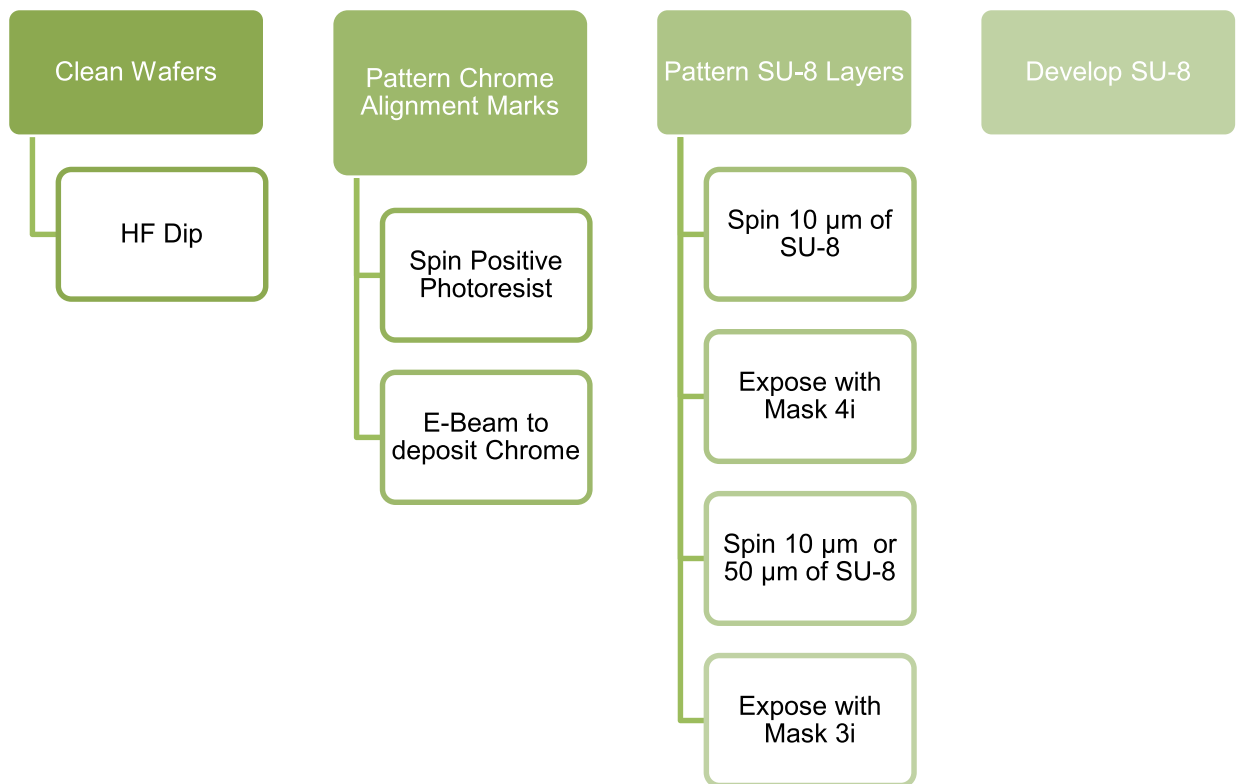 Clean Wafers
HF Dip
Pattern Chrome
Alignment Marks
Spin Positive
Photoresist
E-Beam to
deposit Chrome
Pattern SU-8 Layers
Spin 10 µm of
SU-8
Expose with
Mask 4i
Spin 10 µm  or
50 µm of SU-8
Expose with
Mask 3i
Develop SU-8